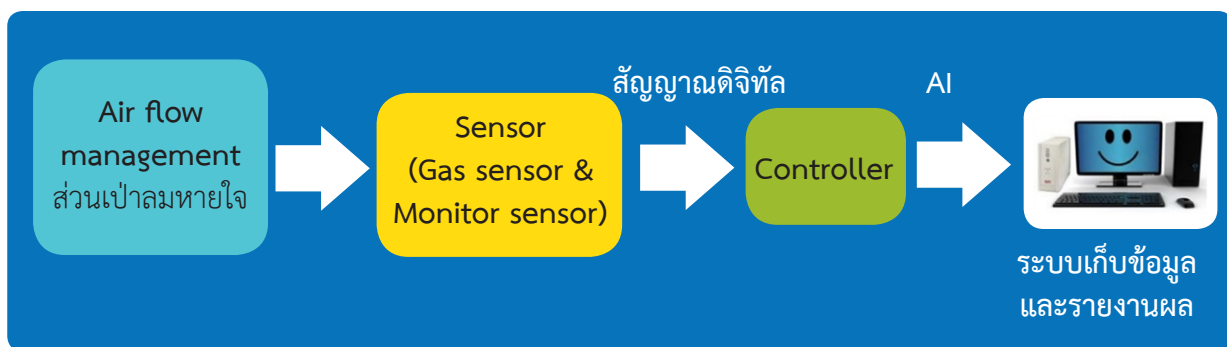 Air flow
management
ส่วนเป่าลมหายใจ
Sensor
(Gas sensor &
Monitor sensor)
สัญญาณดิจิทัล
Controller
AI
ระบบเก็บข้อมูล
และรายงานผล